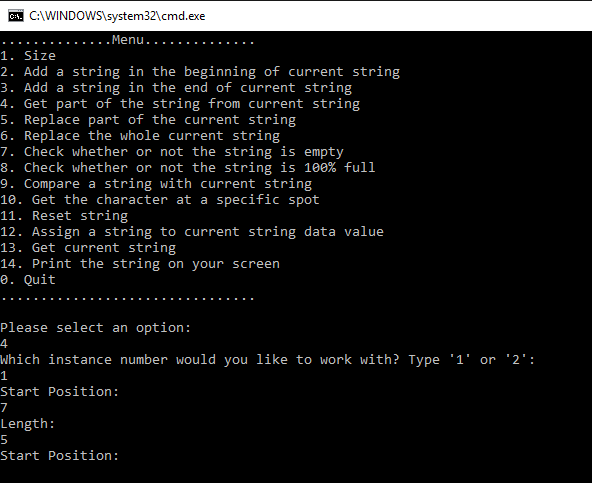 C:\WINDOWS\system32\cmd.exe
..............Menu..............
1. Size
2. Add a string in the beginning of current string
3. Add a string in the end of current string
4. Get part of the string from current string
5. Replace part of the current string
6. Replace the whole current string
7. Check whether or not the string is empty
8. Check whether or not the string is 100% full
9. Compare a string with current string
10. Get the character at a specific spot
11. Reset string
12. Assign a string to current string data value
13. Get current string
14. Print the string on your screen
0. Quit
................................
Please select an option:
4
Which instance number would you like to work with? Type '1' or '2':
1
Start Position:
7
Length:
5
Start Position: